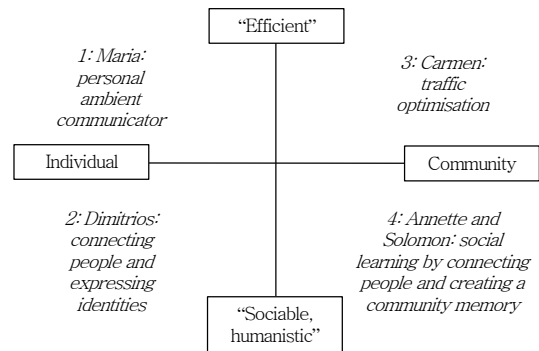 “Efficient”
1: Maria:
personal
ambient
communicator
3: Carmen:
traffic
optimisation
Individual
Community
2: Dimitrios:
connecting
people and
expressing
identities
4: Annette and
Solomon: social
learning by connecting
people and creating a
community memory
“Sociable,
humanistic”